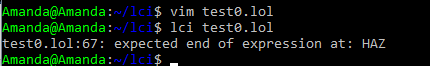 Amanda@Amanda:~/lci$ vim test0.lol
Amanda@Amanda:~/lci$ lci test0.lol
test0.lol:67: expected end of expression at: HAZ
Amanda@Amanda:~/lci$